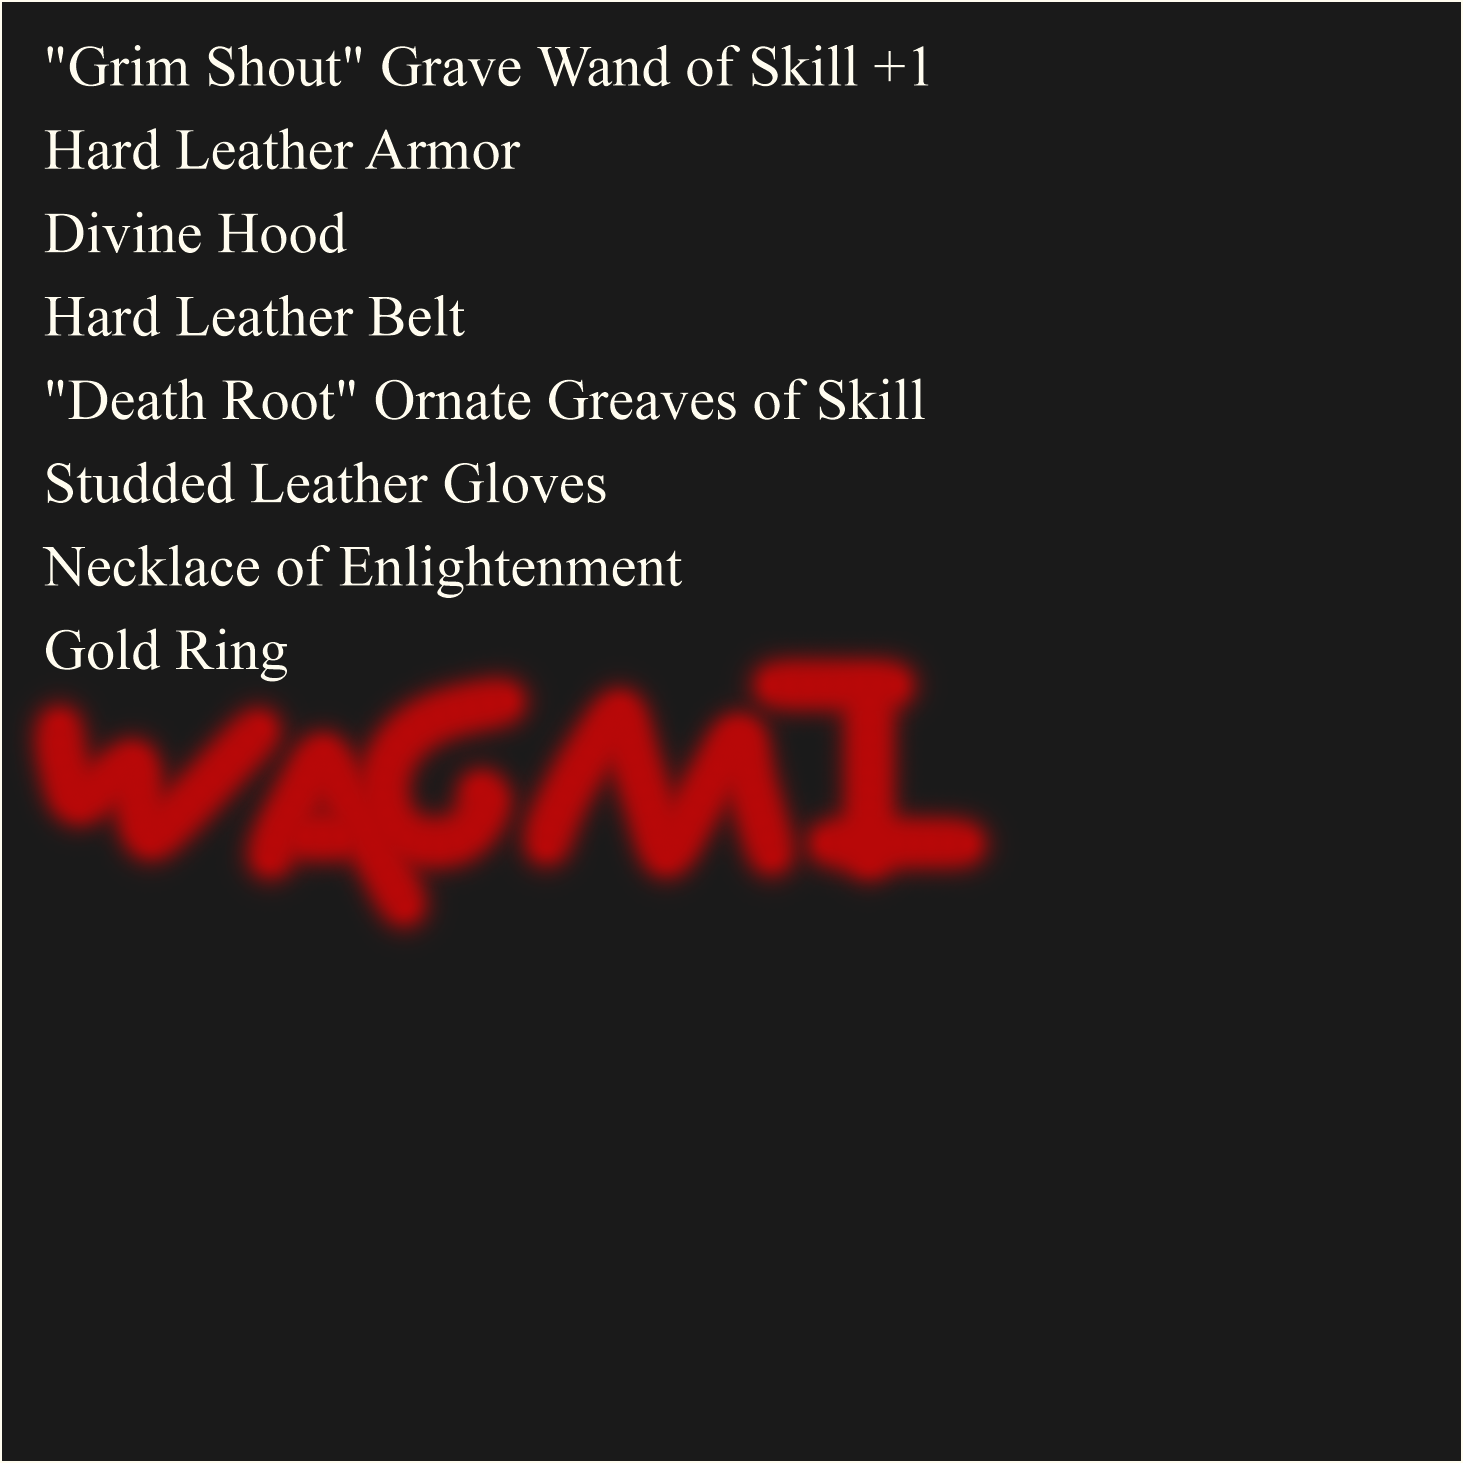 "Grim Shout" Grave Wand of Skill +1
Hard Leather Armor
Divine Hood
Hard Leather Belt
"Death Root" Ornate Greaves of Skill
Studded Leather Gloves
Necklace of Enlightenment
Gold Ring
WAGMI